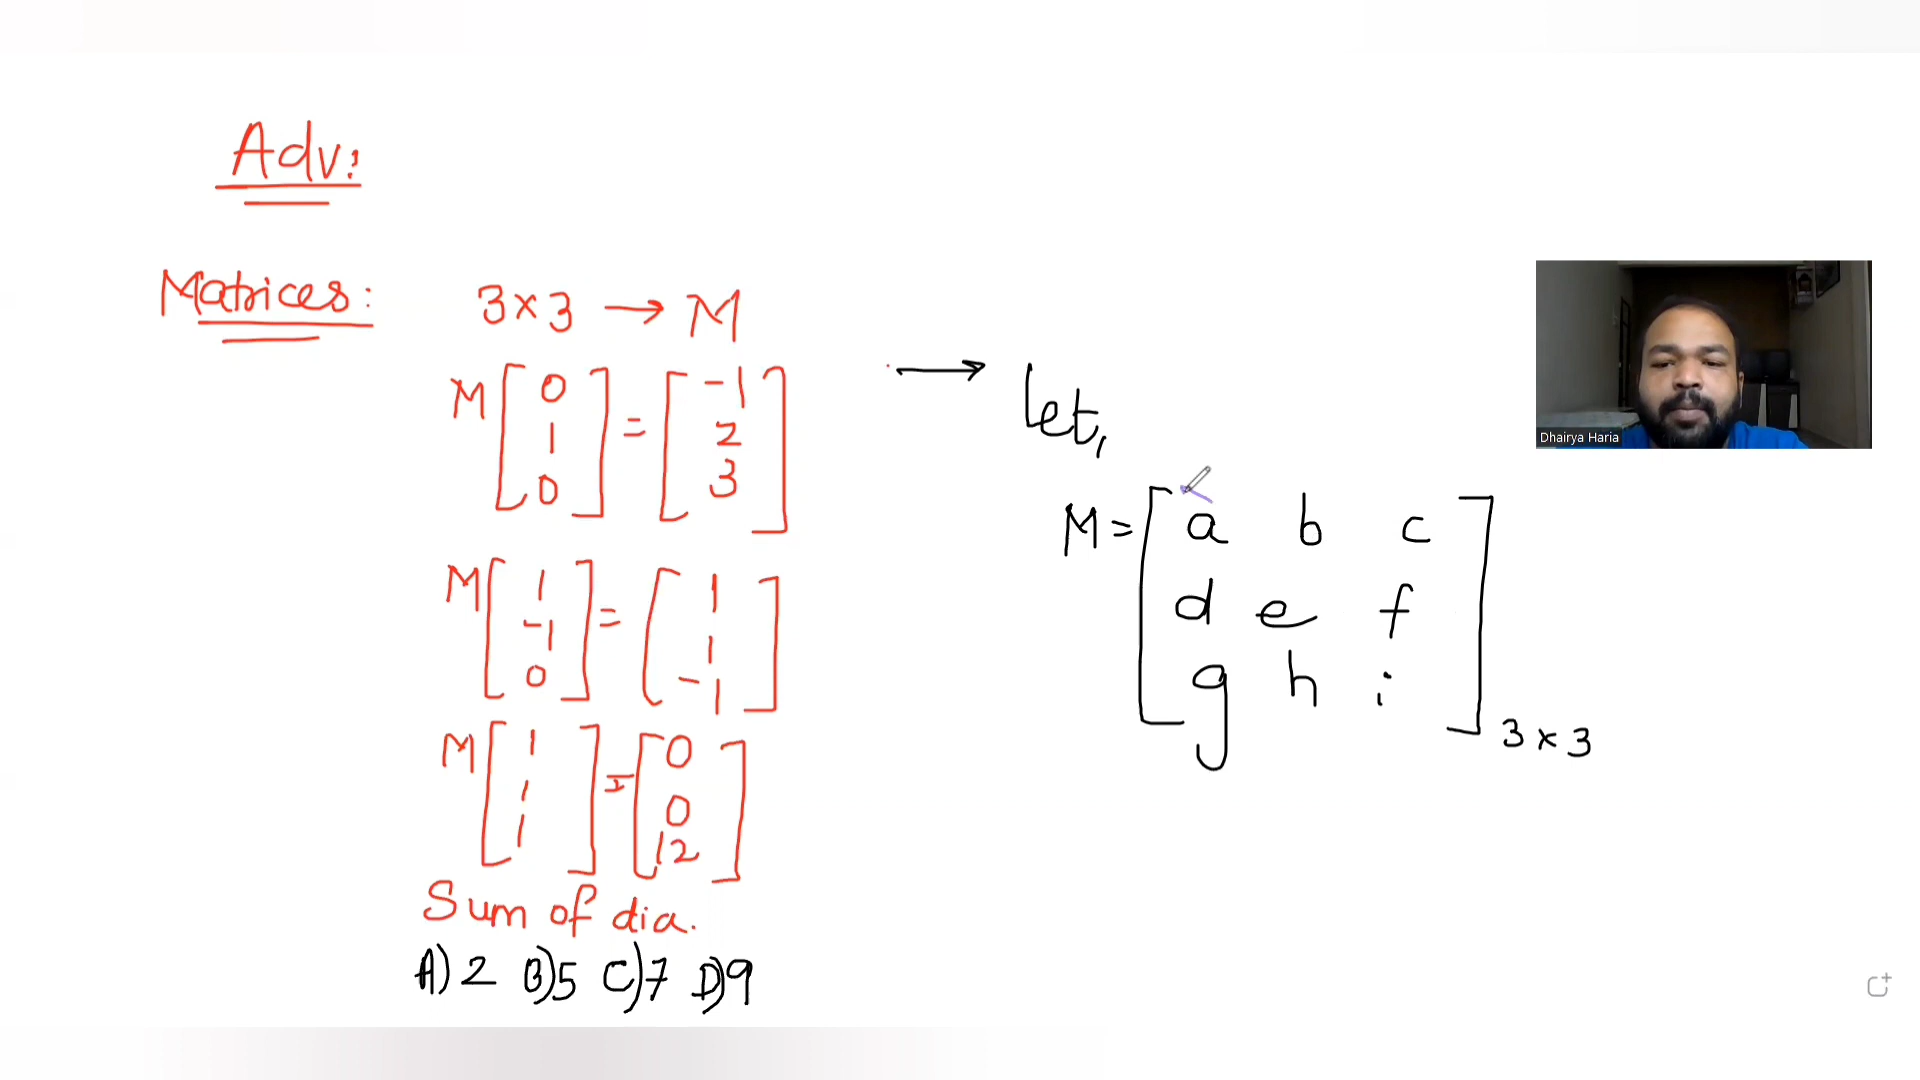 Adv:
Matrices:
3×3 → M
M [0 1 0] = [-1 2 3]
M [1 -1 0] = [1 1 -1]
M [1 1 1] = [0 0 12]
Sum of dia.
A) 2 B) 5 C) 7 D) 9
→ let,
M = [a b c
d e f
g h i] 3×3
Dhairya Haria